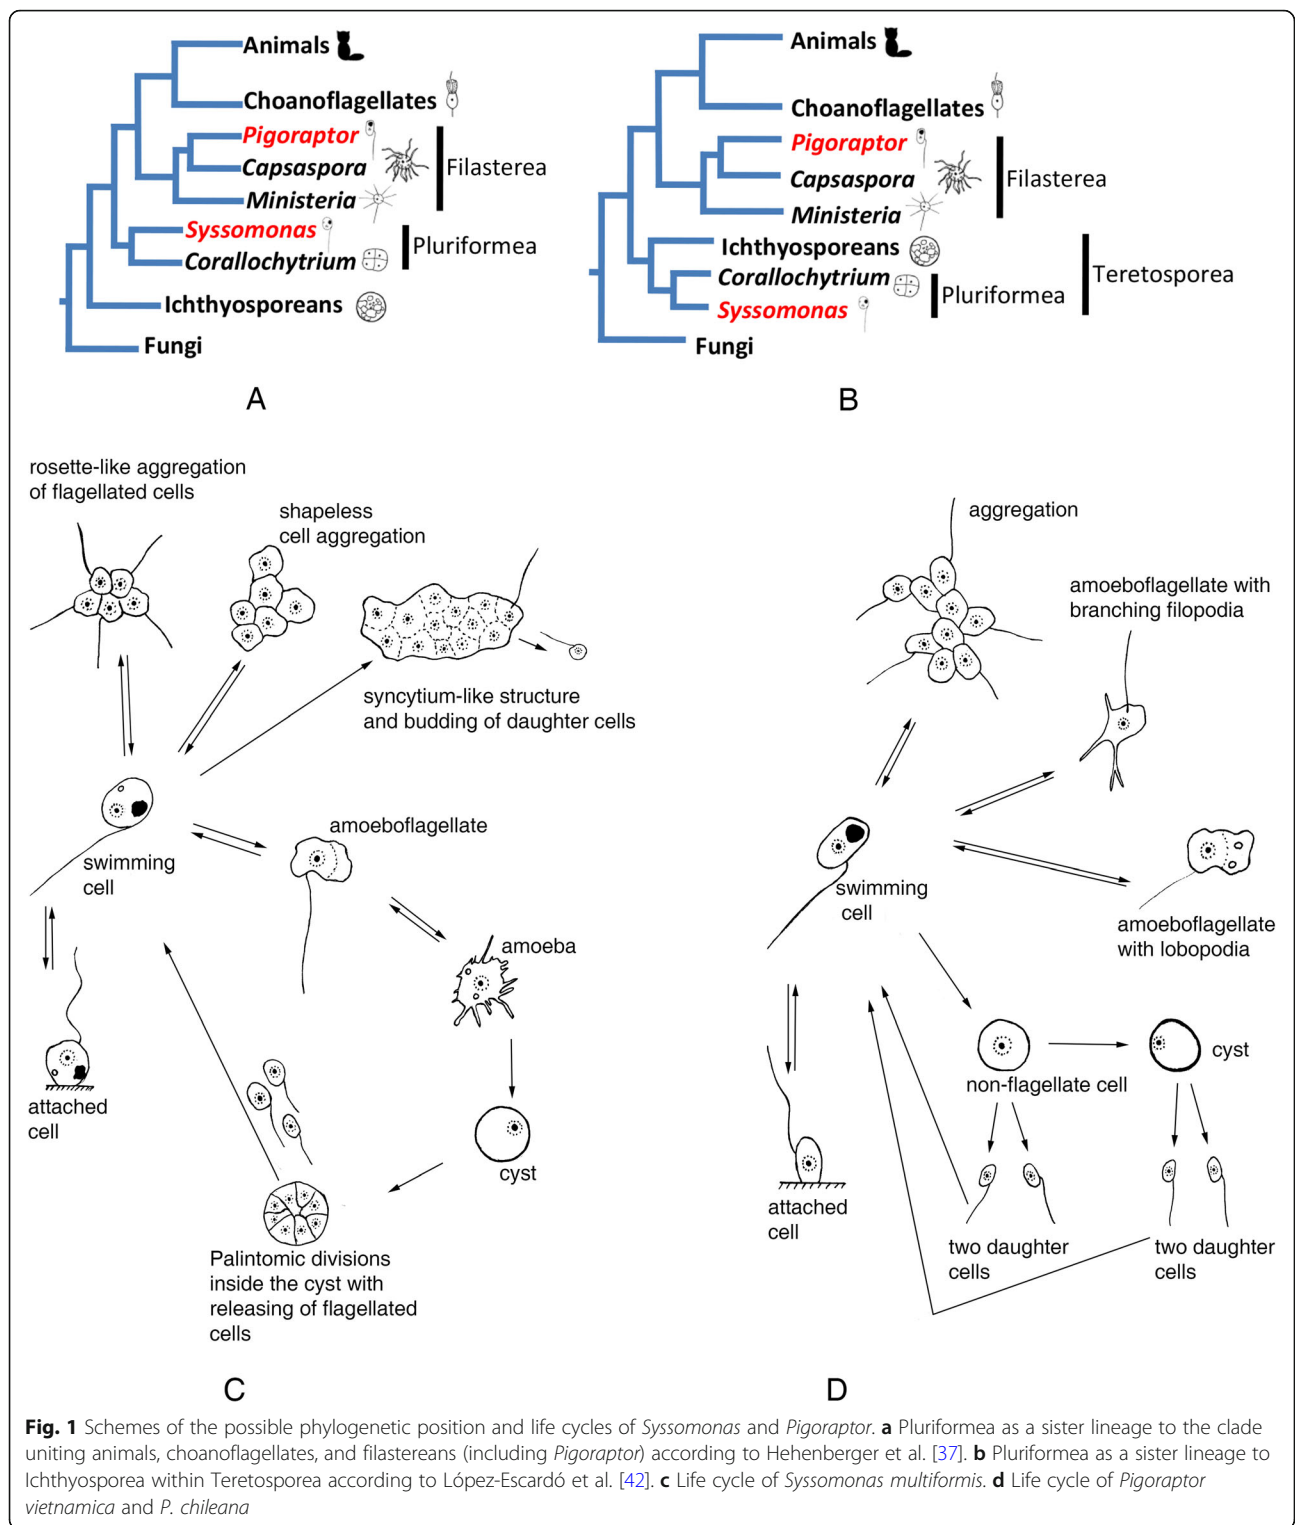 Animals
Choanoflagellates
Pigoraptor
Capsaspora
Filasterea
Ministeria
Syssomonas
Pluriformea
Corallochytrium
Ichthyosporeans
Fungi
A
Animals
Choanoflagellates
Pigoraptor
Capsaspora
Filasterea
Ministeria
Ichthyosporeans
Corallochytrium
Teretosporea
Pluriformea
Syssomonas
Fungi
B
rosette-like aggregation
of flagellated cells
shapeless
cell aggregation
syncytium-like structure
and budding of daughter cells
swimming
cell
amoeboflagellate
amoeba
attached
cell
cyst
Palintomic divisions
inside the cyst with
releasing of flagellated
cells
C
aggregation
amoeboflagellate with
branching filopodia
swimming
cell
amoeboflagellate
with lobopodia
non-flagellate cell
cyst
attached
cell
two daughter
cells
two daughter
cells
D
Fig. 1 Schemes of the possible phylogenetic position and life cycles of Syssomonas and Pigoraptor. a Pluriformea as a sister lineage to the clade
uniting animals, choanoflagellates, and filastereans (including Pigoraptor) according to Hehenberger et al. [37]. b Pluriformea as a sister lineage to
Ichthyosporea within Teretosporea according to López-Escardó et al. [42]. c Life cycle of Syssomonas multiformis. d Life cycle of Pigoraptor
vietnamica and P. chileana